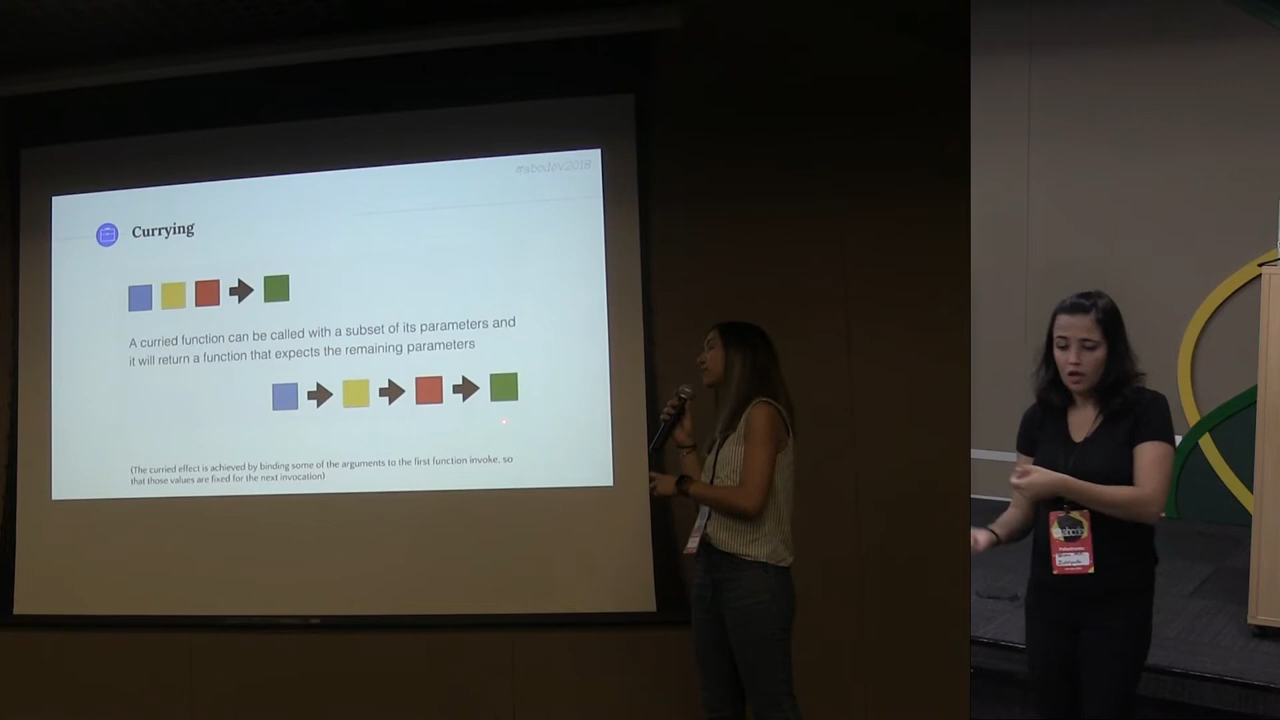 #abcdev2018
Currying
A curried function can be called with a subset of its parameters and
it will return a function that expects the remaining parameters
(The curried effect is achieved by binding some of the arguments to the first function invoke, so
that those values are fixed for the next invocation)